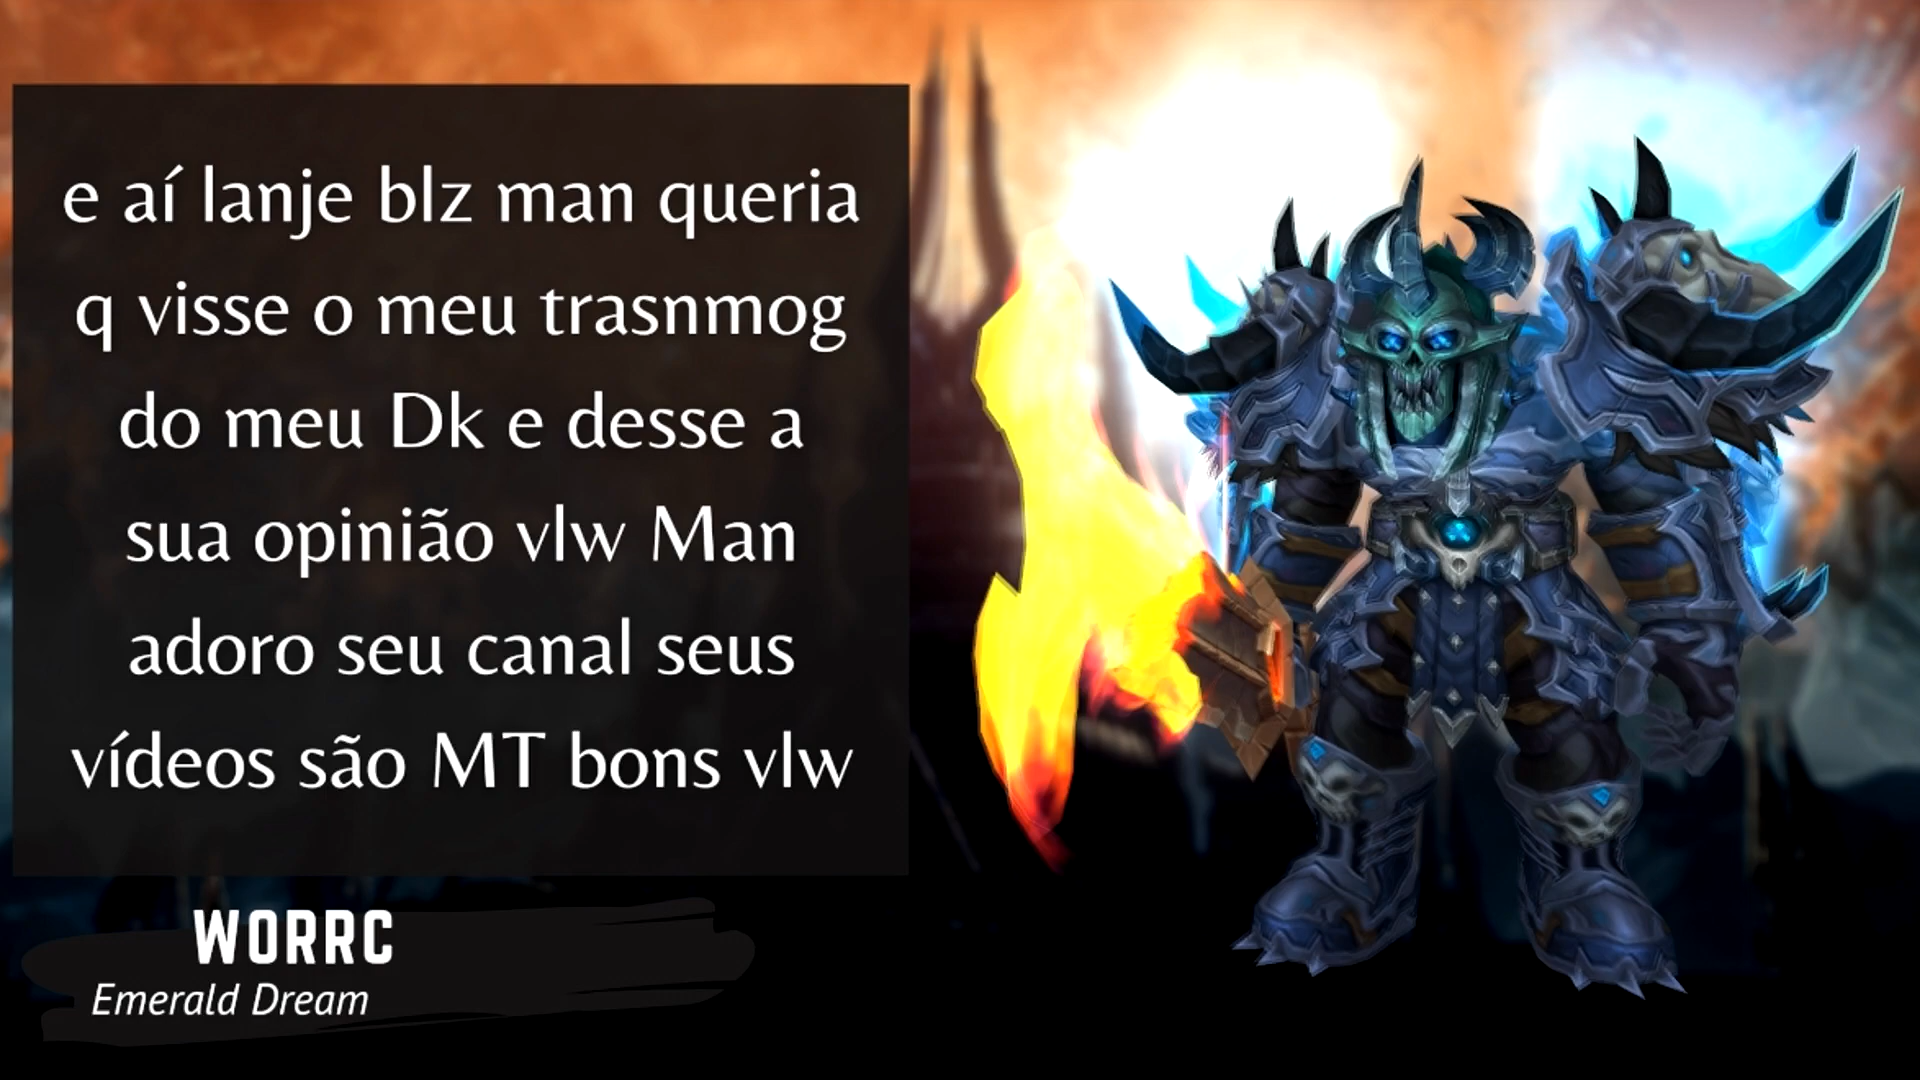 e aí lanje blz man queria
q visse o meu trasnmog
do meu Dk e desse a
sua opinião vlw Man
adoro seu canal seus
vídeos são MT bons vlw
WORRC
Emerald Dream